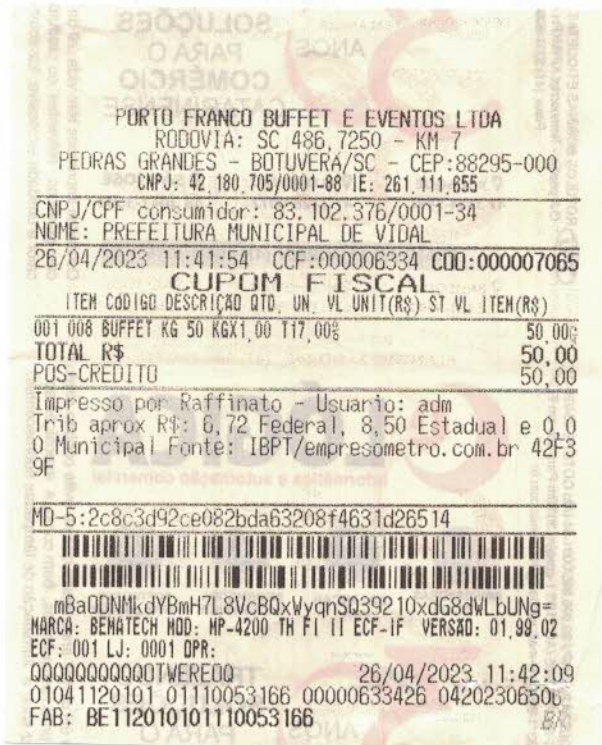 PORTO FRANCO BUFFET E EVENTOS LTDA
RODOVIA: SC 486,7250 - KM 7
PEDRAS GRANDES - BOTUVERA/SC - CEP:88295-000
CNPJ: 42.180.705/0001-88 IE: 261.111.655
CNPJ/CPF consumidor: 83.102.376/0001-34
NOME: PREFEITURA MUNICIPAL DE VIDAL
26/04/2023 11:41:54 CCF:000006334 COO:000007065
CUPOM FISCAL
ITEM CóDIGO DESCRIÇÃO QTD. UN. VL UNIT(R$) ST VL ITEM(R$)
001 008 BUFFET KG 50 KGX1,00 T17,00% 50,00G
TOTAL R$ 50,00
POS-CREDITO 50,00
Impresso por Raffinato - Usuario: adm
Trib aprox R$: 6,72 Federal, 8,50 Estadual e 0,0
0 Municipal Fonte: IBPT/empresometro.com.br 42F3
9F
MD-5:2c8c3d92ce082bda63208f4631d26514
mBaODNMkdYBmH7L8VcBQxWyqnSQ39210xdG8dWLbUNg=
MARCA: BEMATECH MOD: MP-4200 TH FI II ECF-IF VERSÃO: 01.99.02
ECF: 001 LJ: 0001 OPR:
QQQQQQQQQQOTWEREOQ 26/04/2023 11:42:09
01041120101 01110053166 00000633426 04202306506
FAB: BE112010101110053166 BR